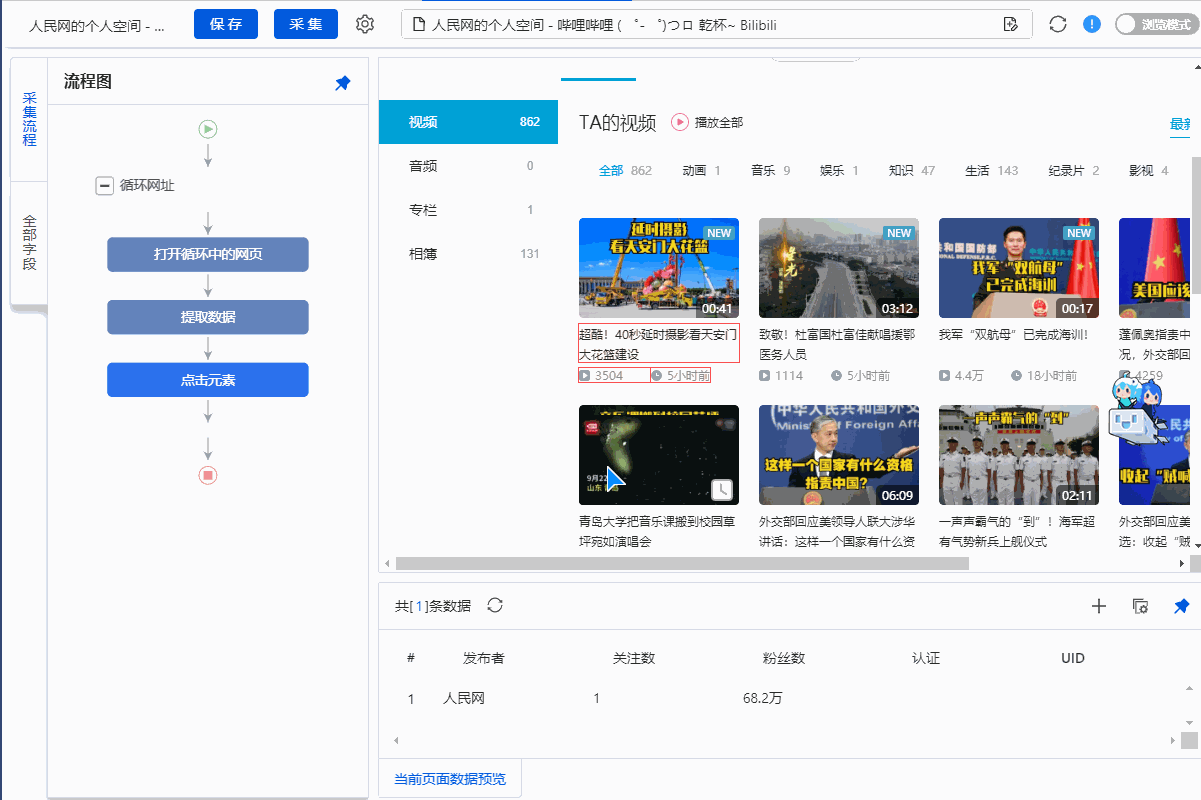 人民网的个人空间 - ...
保 存
采 集
人民网的个人空间 - 哔哩哔哩 ( ゜- ゜)つロ 乾杯~ Bilibili
浏览模式
采集流程
全部字段
流程图
循环网址
打开循环中的网页
提取数据
点击元素
视频 862
音频 0
专栏 1
相簿 131
TA的视频
播放全部
最新
全部 862 动画 1 音乐 9 娱乐 1 知识 47 生活 143 纪录片 2 影视 4
延时摄影
看天安门大花篮
NEW
00:41
超酷！40秒延时摄影看天安门
大花篮建设
3504 5小时前
NEW
03:12
致敬！杜富国杜富佳献唱援鄂
医务人员
1114 5小时前
NEW
我军“双航母”
已完成海训
00:17
我军“双航母”已完成海训！
4.4万 18小时前
美国应该
蓬佩奥指责中
况，外交部回
4259
9月22
山东
青岛大学把音乐课搬到校园草
坪宛如演唱会
Ministry of Foreign Affa
这样一个国家有什么资格
指责中国？
06:09
外交部回应美领导人联大涉华
讲话：这样一个国家有什么资
一声声霸气的“到”
02:11
一声声霸气的“到”！海军超
有气势新兵上舰仪式
收起“贼喊
外交部回应美
选：收起“贼
共[1]条数据
# 发布者 关注数 粉丝数 认证 UID
1 人民网 1 68.2万
当前页面数据预览